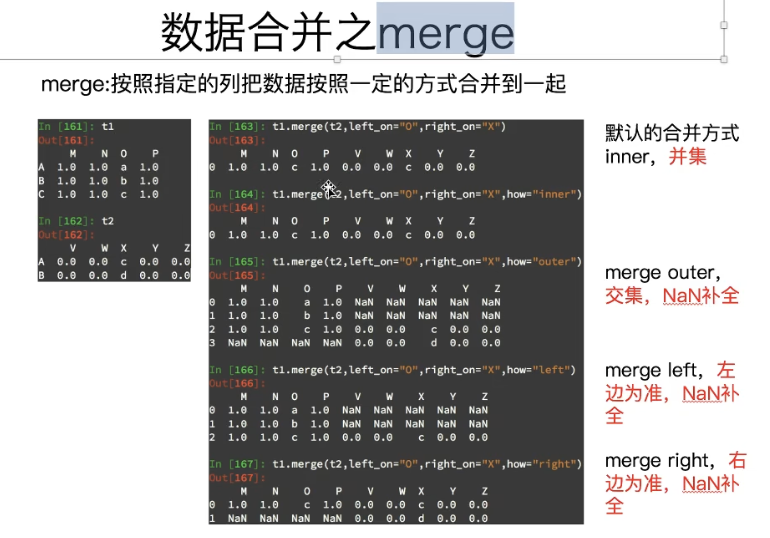 数据合并之merge
merge:按照指定的列把数据按照一定的方式合并到一起
In [161]: t1
Out[161]:
M N O P
A 1.0 1.0 a 1.0
B 1.0 1.0 b 1.0
C 1.0 1.0 c 1.0
In [162]: t2
Out[162]:
V W X Y Z
A 0.0 0.0 c 0.0 0.0
B 0.0 0.0 d 0.0 0.0
In [163]: t1.merge(t2,left_on="O",right_on="X")
Out[163]:
M N O P V W X Y Z
0 1.0 1.0 c 1.0 0.0 0.0 c 0.0 0.0
In [164]: t1.merge(t2,left_on="O",right_on="X",how="inner")
Out[164]:
M N O P V W X Y Z
0 1.0 1.0 c 1.0 0.0 0.0 c 0.0 0.0
In [165]: t1.merge(t2,left_on="O",right_on="X",how="outer")
Out[165]:
M N O P V W X Y Z
0 1.0 1.0 a 1.0 NaN NaN NaN NaN NaN
1 1.0 1.0 b 1.0 NaN NaN NaN NaN NaN
2 1.0 1.0 c 1.0 0.0 0.0 c 0.0 0.0
3 NaN NaN NaN NaN 0.0 0.0 d 0.0 0.0
In [166]: t1.merge(t2,left_on="O",right_on="X",how="left")
Out[166]:
M N O P V W X Y Z
0 1.0 1.0 a 1.0 NaN NaN NaN NaN NaN
1 1.0 1.0 b 1.0 NaN NaN NaN NaN NaN
2 1.0 1.0 c 1.0 0.0 0.0 c 0.0 0.0
In [167]: t1.merge(t2,left_on="O",right_on="X",how="right")
Out[167]:
M N O P V W X Y Z
0 1.0 1.0 c 1.0 0.0 0.0 c 0.0 0.0
1 NaN NaN NaN NaN 0.0 0.0 d 0.0 0.0
默认的合并方式
inner，并集
merge outer，
交集，NaN补全
merge left，左
边为准，NaN补
全
merge right，右
边为准，NaN补
全